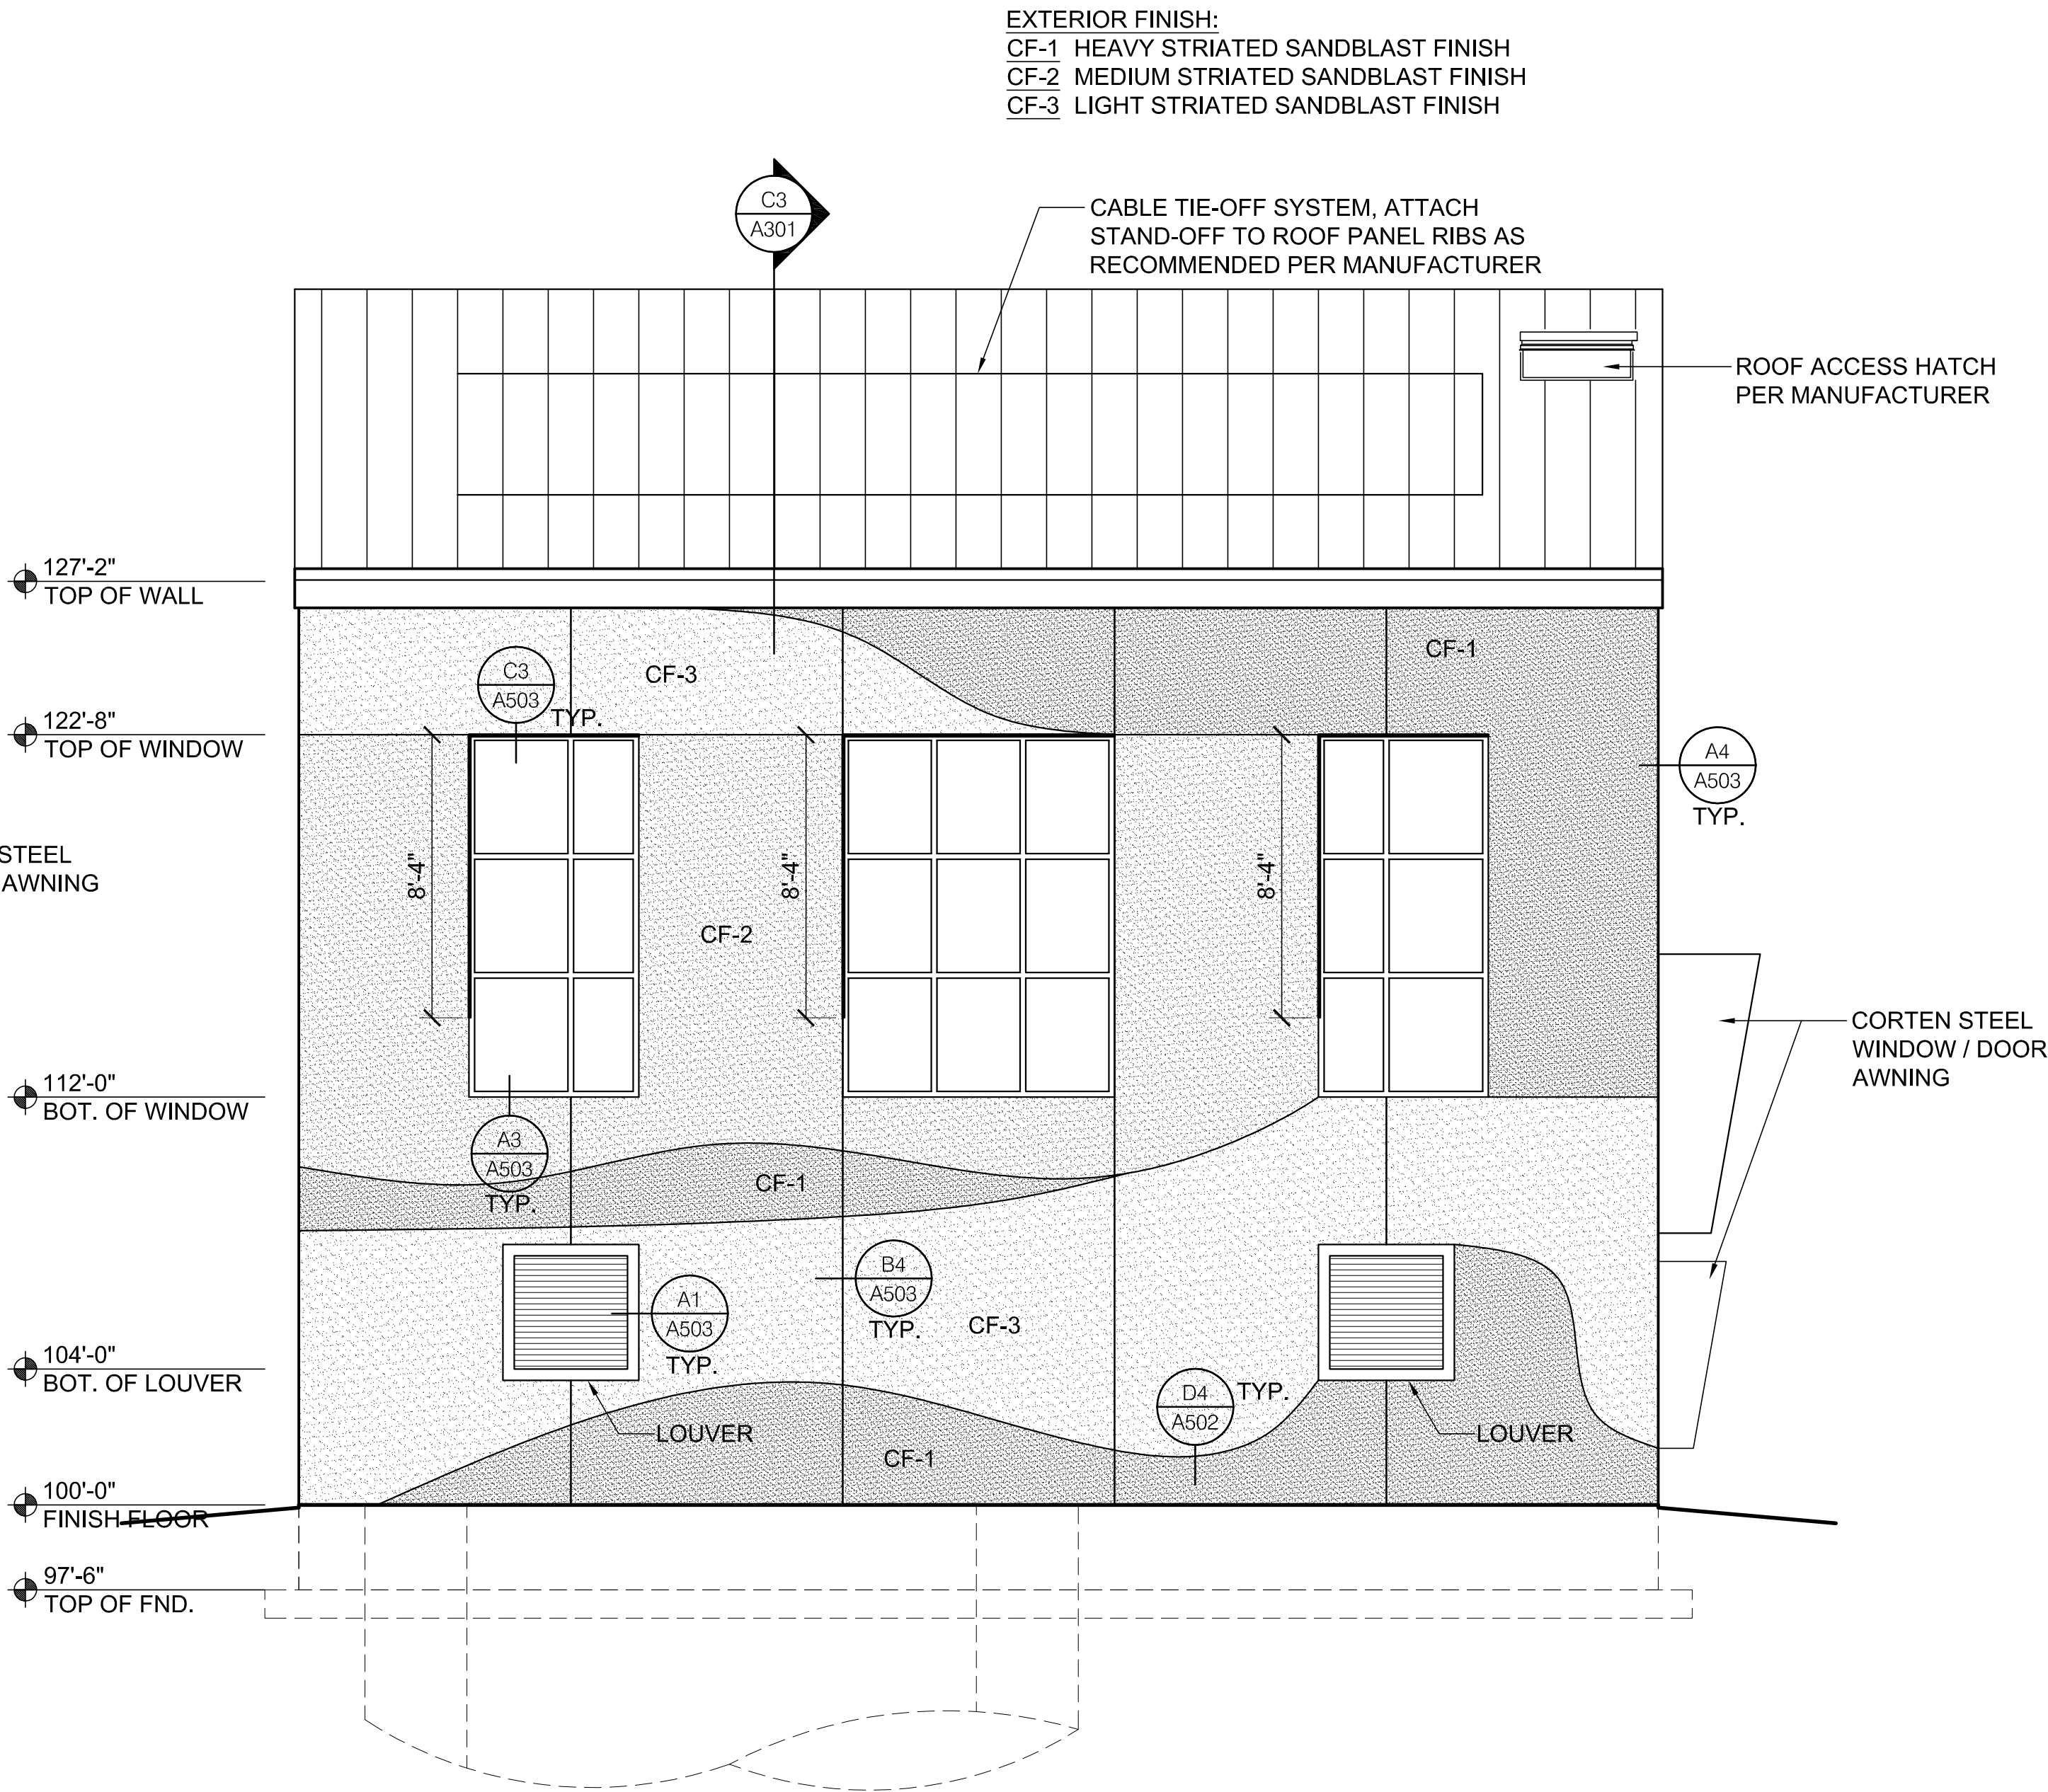 EXTERIOR FINISH:
CF-1 HEAVY STRIATED SANDBLAST FINISH
CF-2 MEDIUM STRIATED SANDBLAST FINISH
CF-3 LIGHT STRIATED SANDBLAST FINISH
C3
A301
CABLE TIE-OFF SYSTEM, ATTACH
STAND-OFF TO ROOF PANEL RIBS AS
RECOMMENDED PER MANUFACTURER
ROOF ACCESS HATCH
PER MANUFACTURER
127'-2"
TOP OF WALL
CF-1
CF-3
C3
A503
TYP.
122'-8"
TOP OF WINDOW
A4
A503
TYP.
STEEL
AWNING
8'-4"
8'-4"
8'-4"
CF-2
CORTEN STEEL
WINDOW / DOOR
AWNING
112'-0"
BOT. OF WINDOW
A3
A503
TYP.
CF-1
B4
A503
TYP.
A1
A503
TYP.
CF-3
104'-0"
BOT. OF LOUVER
D4
A502
TYP.
LOUVER
LOUVER
CF-1
100'-0"
FINISH FLOOR
97'-6"
TOP OF FND.